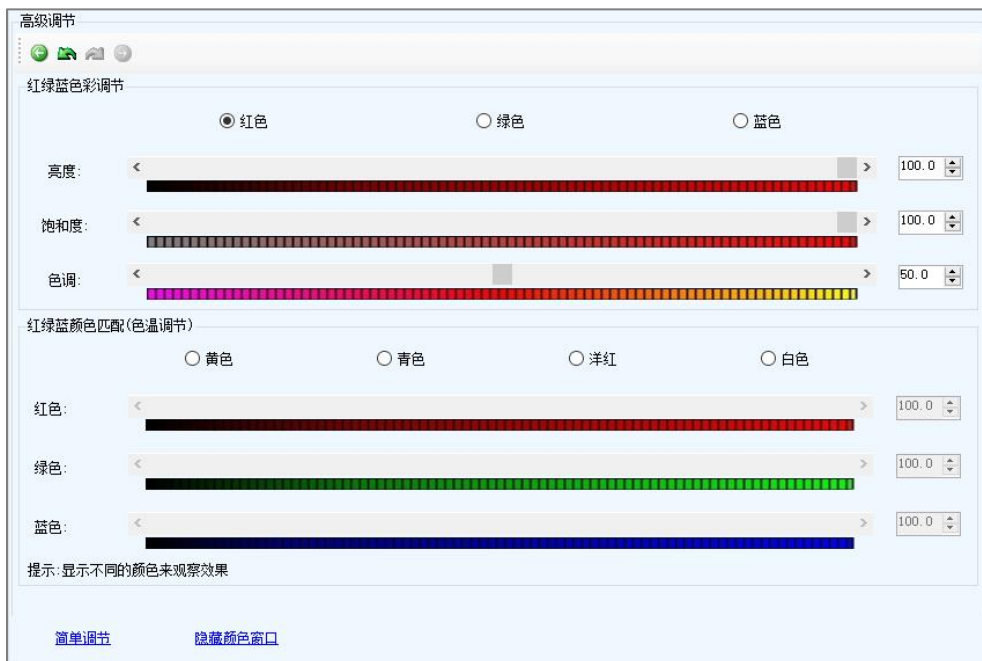 高级调节
红绿蓝色彩调节
红色 绿色 蓝色
亮度: 100.0
饱和度: 100.0
色调: 50.0
红绿蓝颜色匹配(色温调节)
黄色 青色 洋红 白色
红色: 100.0
绿色: 100.0
蓝色: 100.0
提示:显示不同的颜色来观察效果
简单调节 隐藏颜色窗口